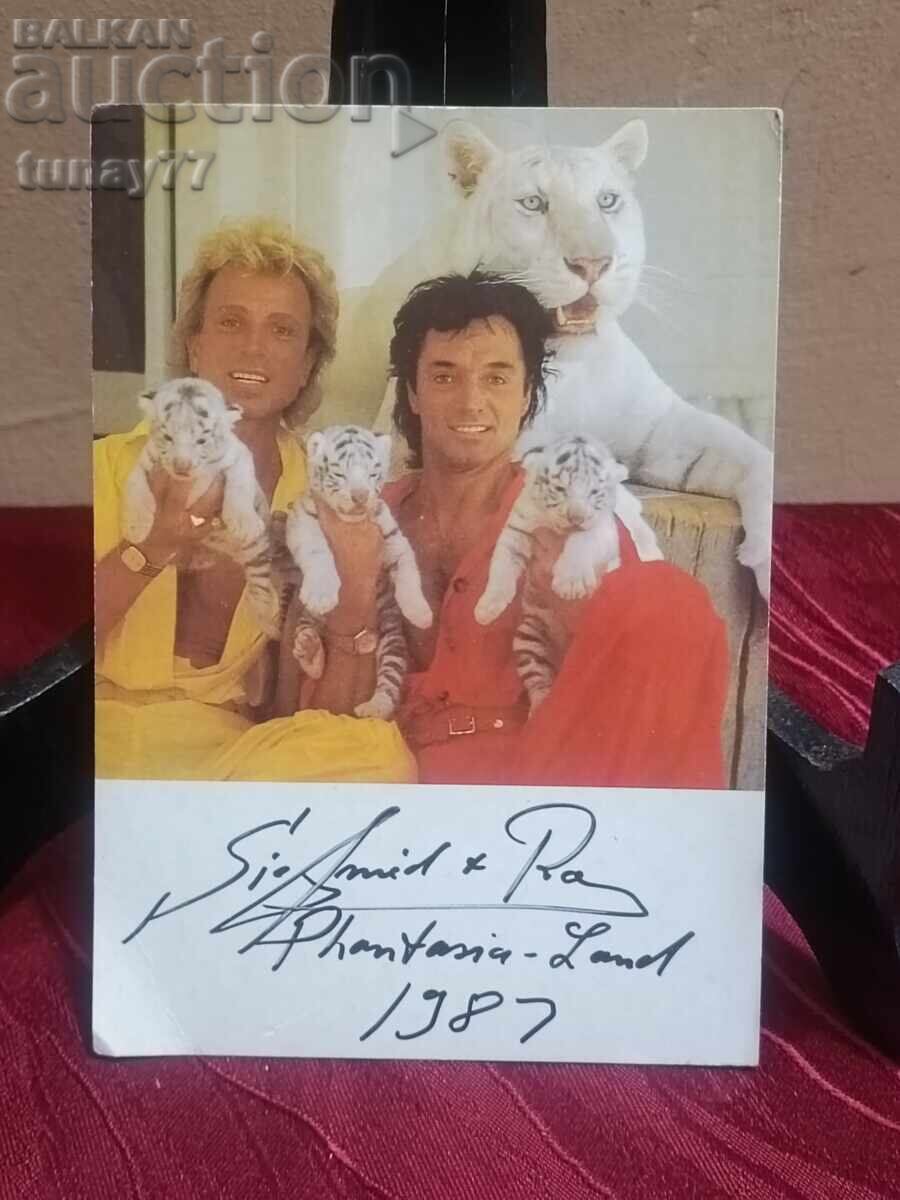 BALKAN
auction
tunay77
Siegfried + Roy
Phantasia-Land
1987